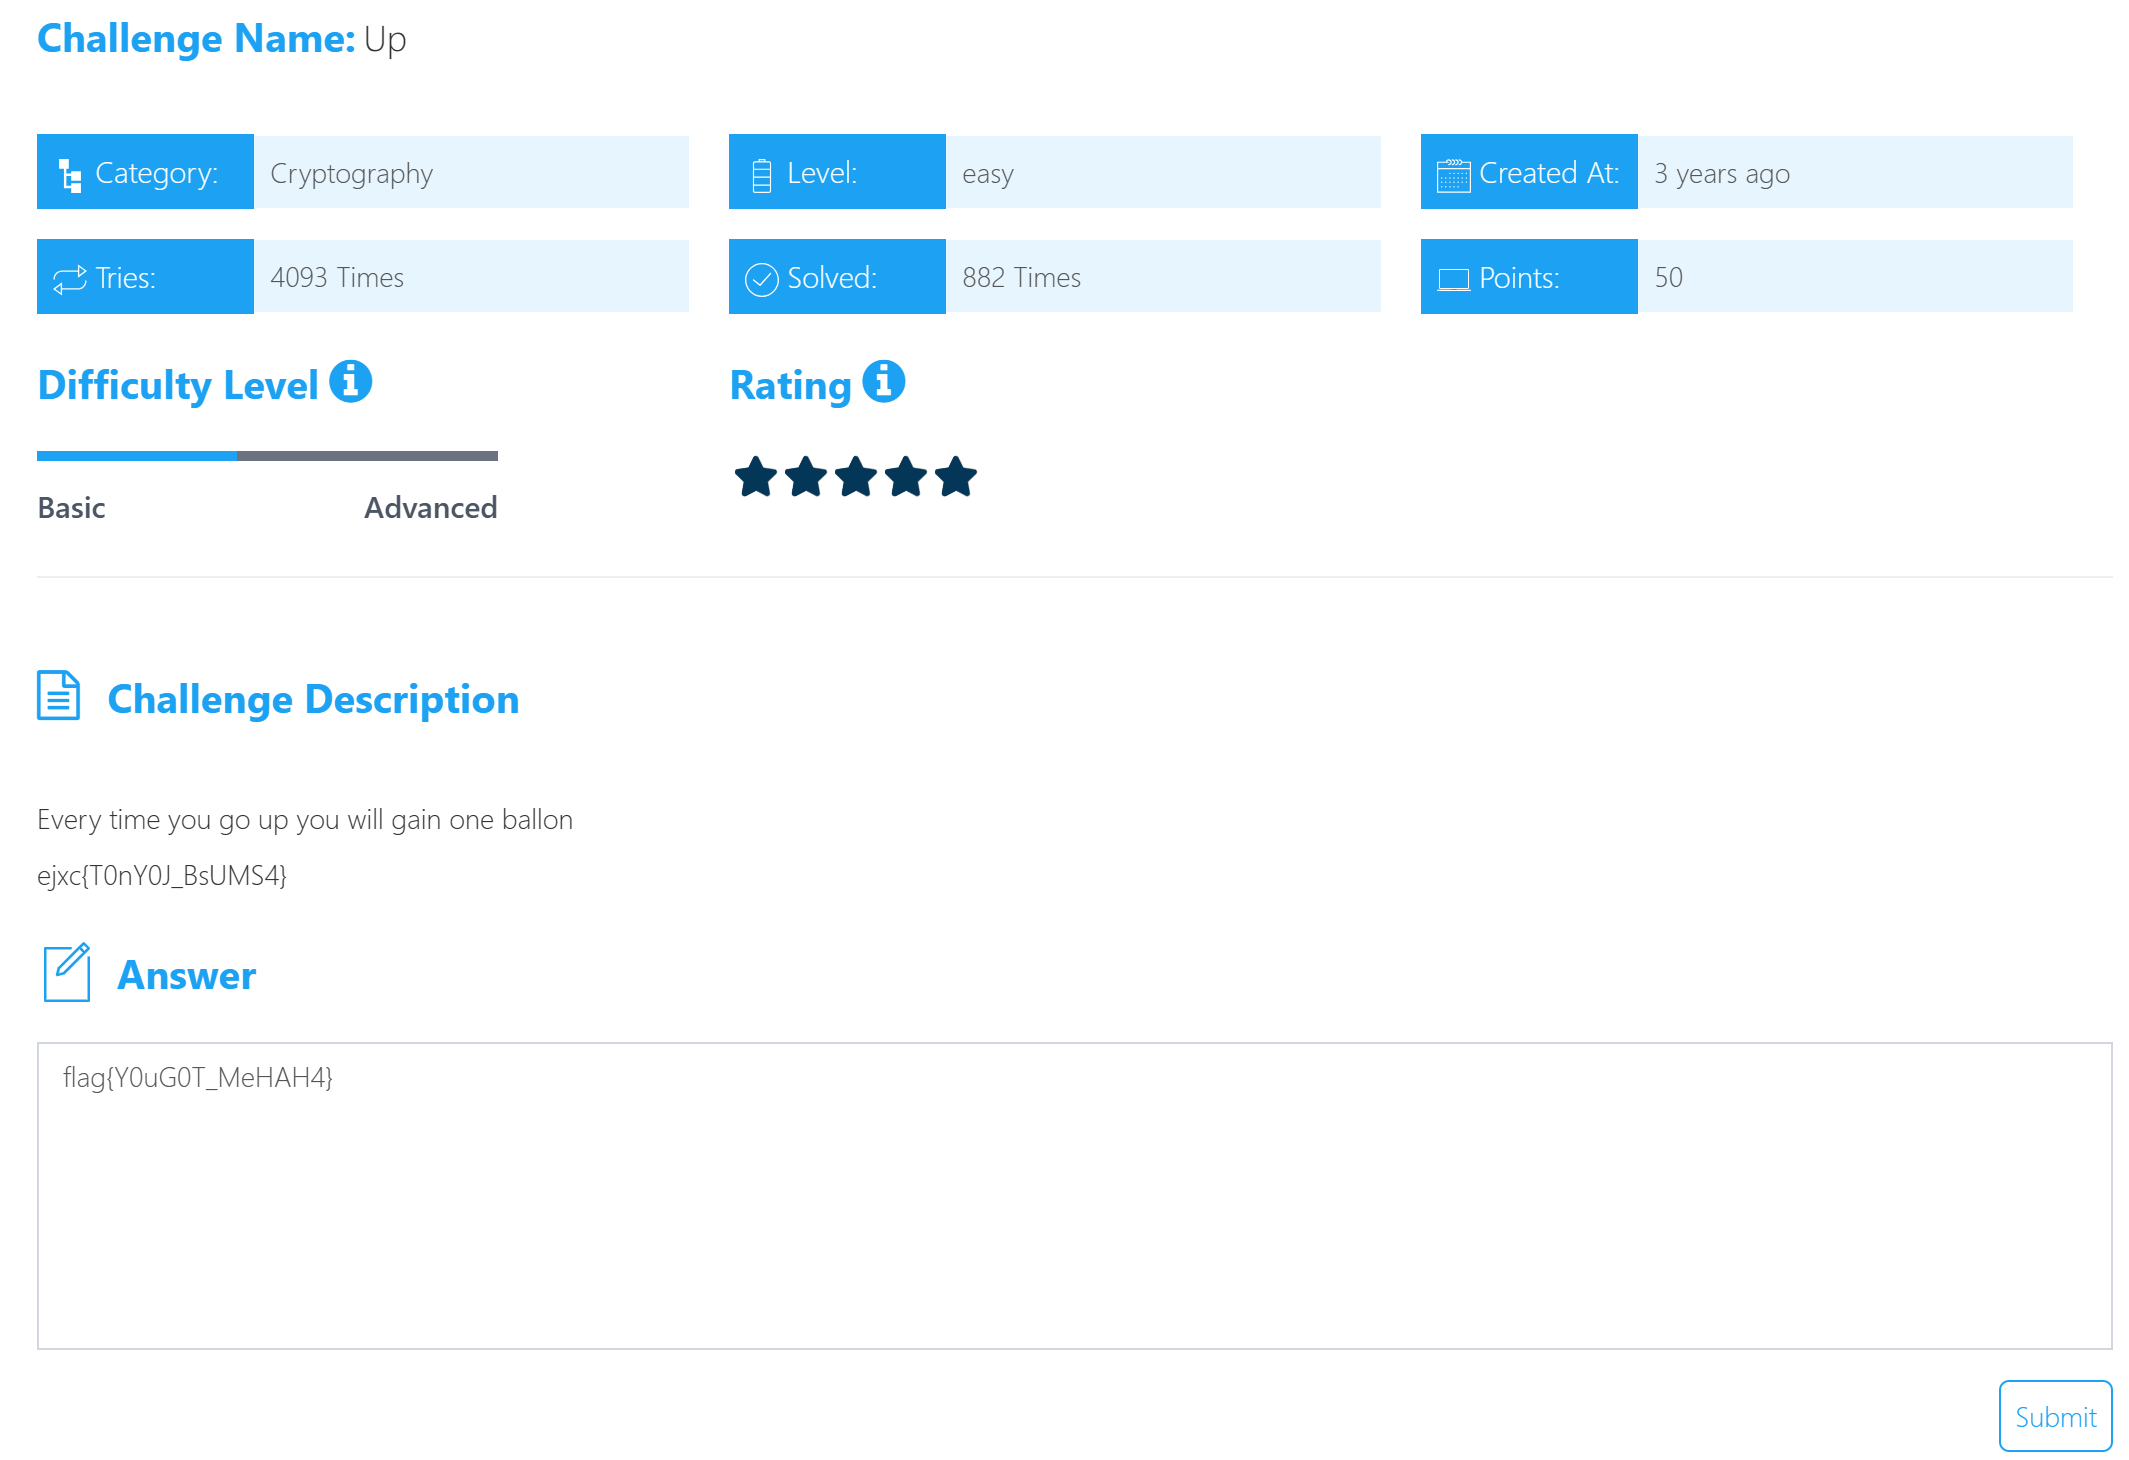 Challenge Name: Up
Category: Cryptography
Level: easy
Created At: 3 years ago
Tries: 4093 Times
Solved: 882 Times
Points: 50
Difficulty Level
Rating
Basic Advanced
Challenge Description
Every time you go up you will gain one ballon
ejxc{T0nY0J_BsUMS4}
Answer
flag{Y0uG0T_MeHAH4}
Submit